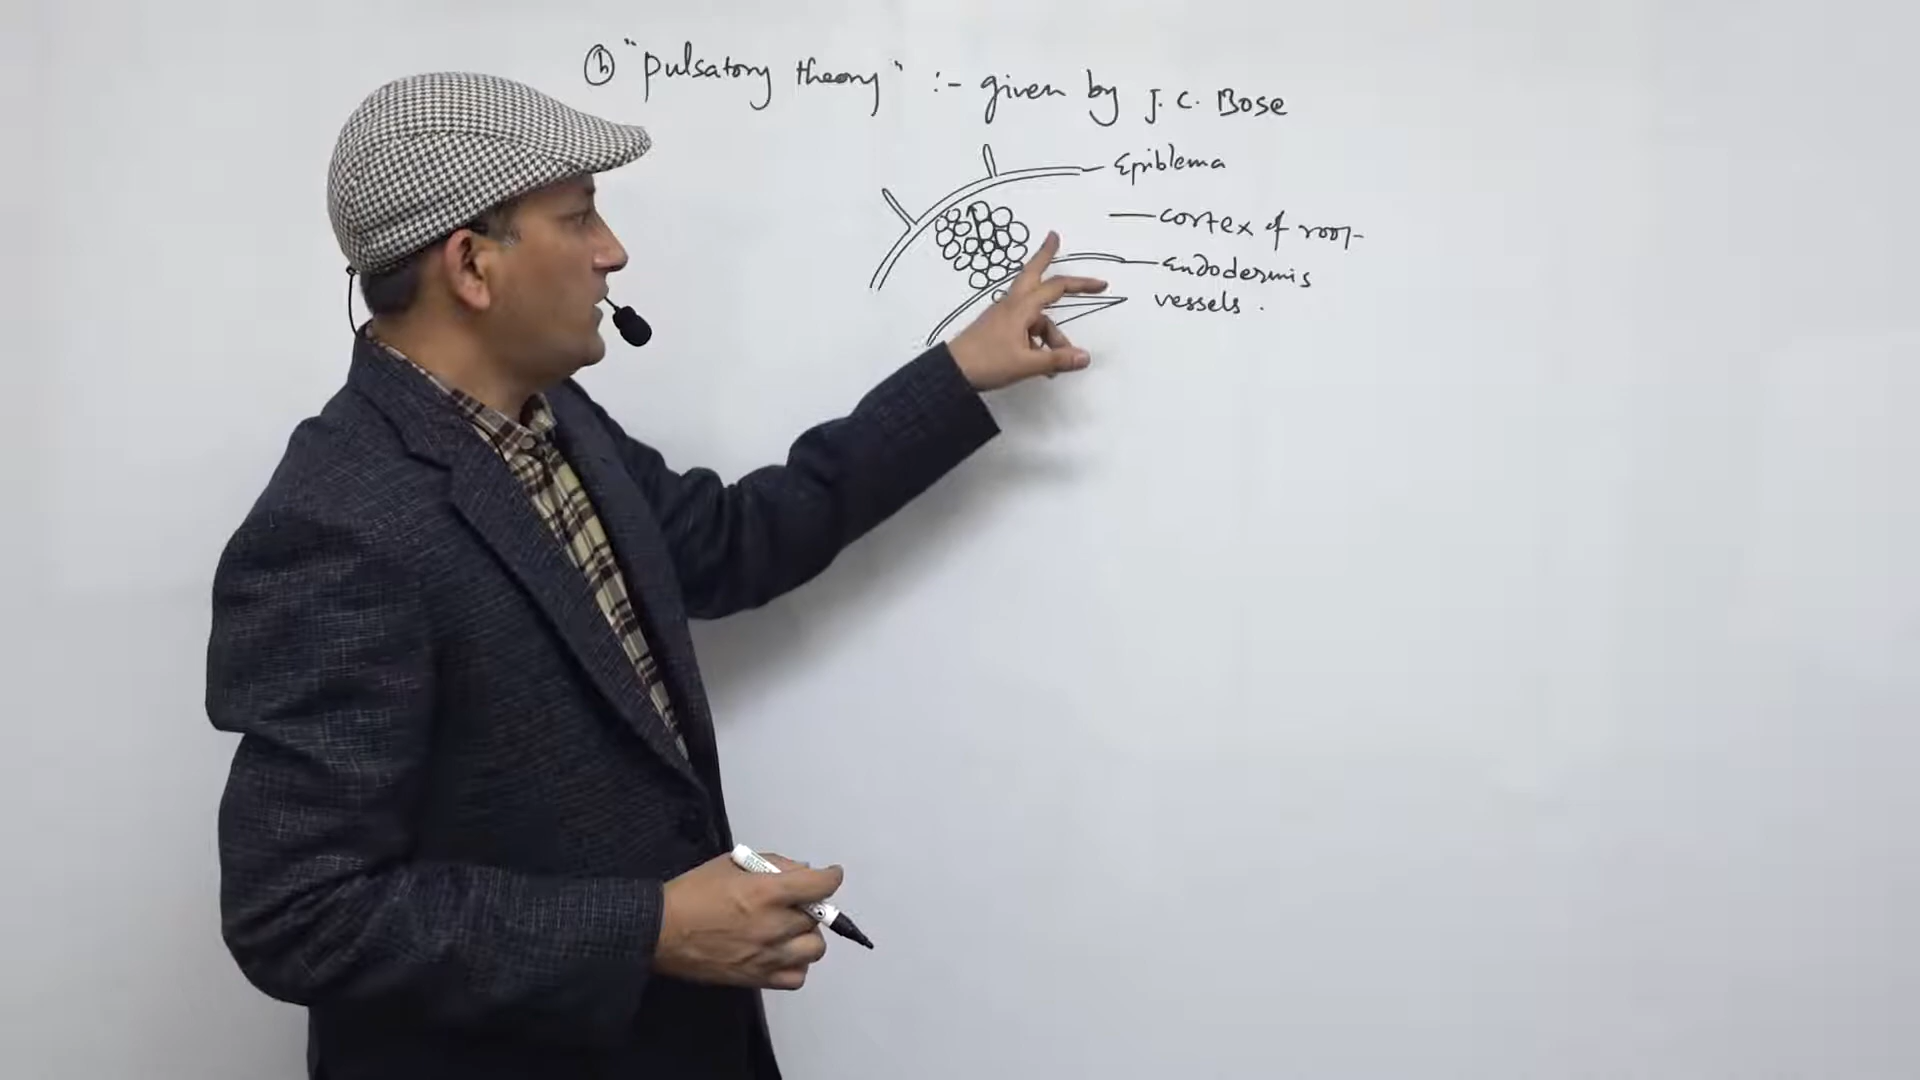 (b) "pulsatory theory" :- given by J. C. Bose
Epiblema
cortex of root
Endodermis
vessels.